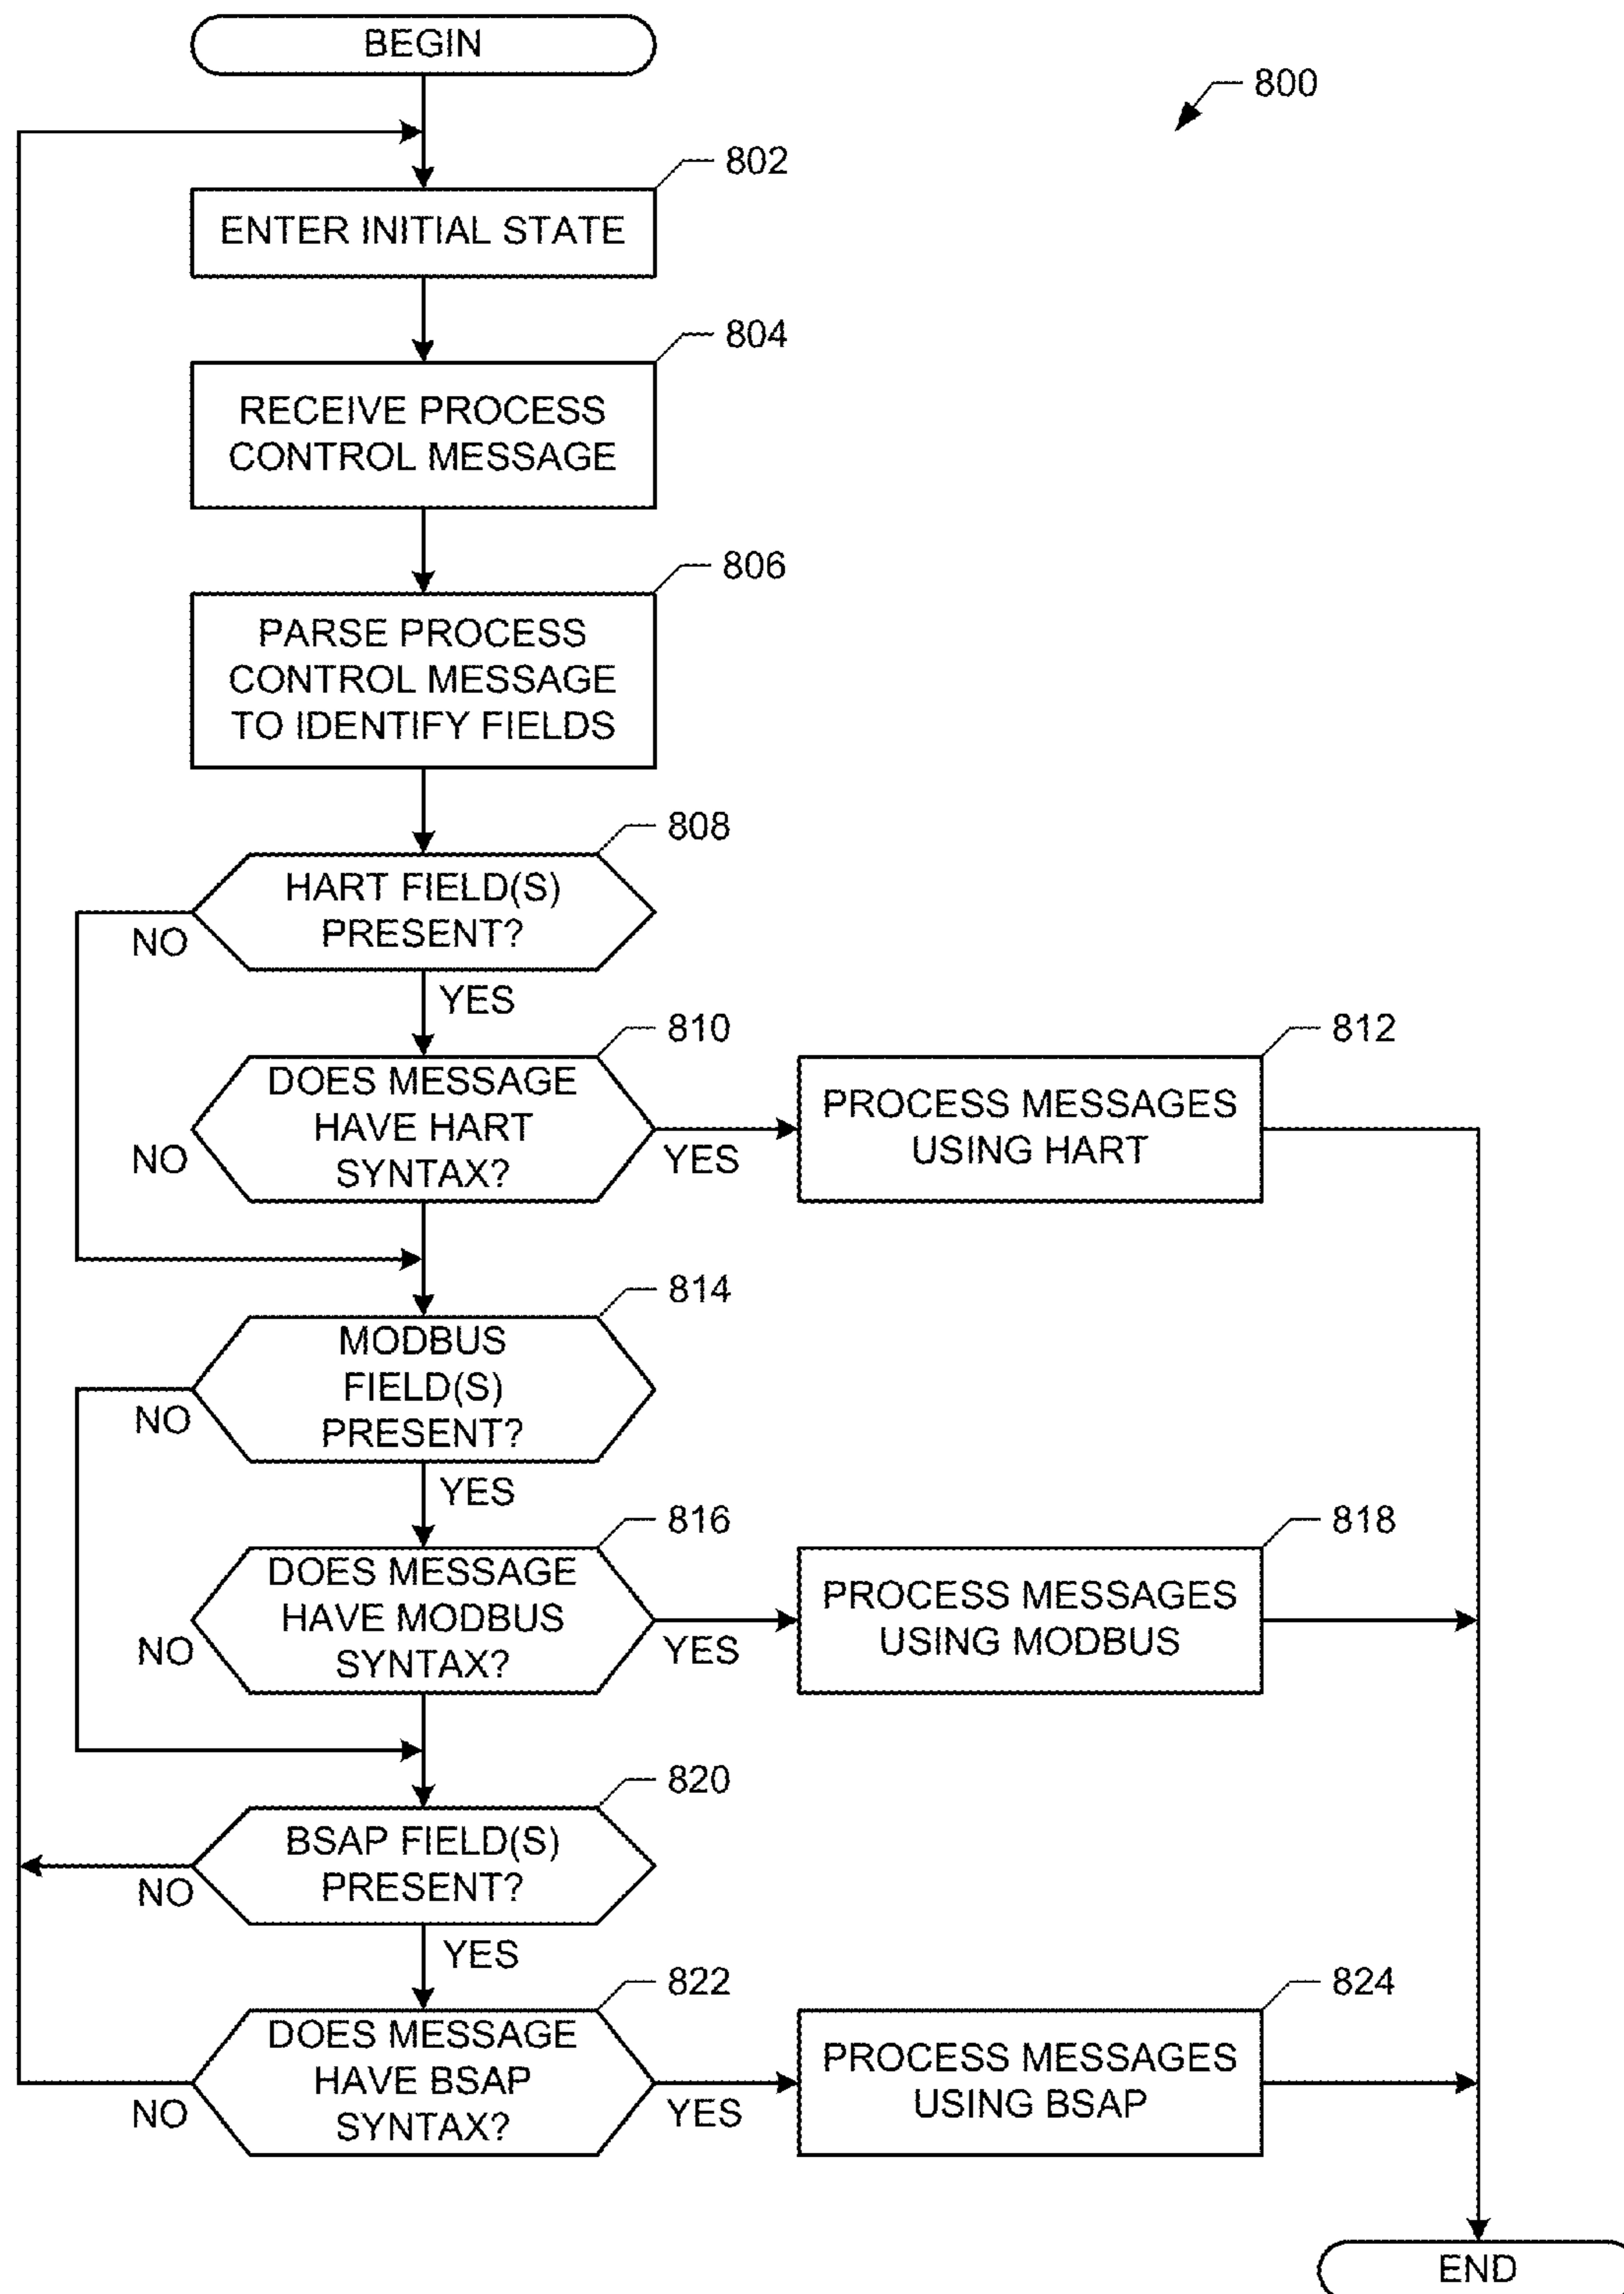 BEGIN
800
802
ENTER INITIAL STATE
804
RECEIVE PROCESS
CONTROL MESSAGE
806
PARSE PROCESS
CONTROL MESSAGE
TO IDENTIFY FIELDS
808
HART FIELD(S)
PRESENT?
NO
YES
810
DOES MESSAGE
HAVE HART
SYNTAX?
NO
YES
812
PROCESS MESSAGES
USING HART
814
MODBUS
FIELD(S)
PRESENT?
NO
YES
816
DOES MESSAGE
HAVE MODBUS
SYNTAX?
NO
YES
818
PROCESS MESSAGES
USING MODBUS
820
BSAP FIELD(S)
PRESENT?
NO
YES
822
DOES MESSAGE
HAVE BSAP
SYNTAX?
NO
YES
824
PROCESS MESSAGES
USING BSAP
END